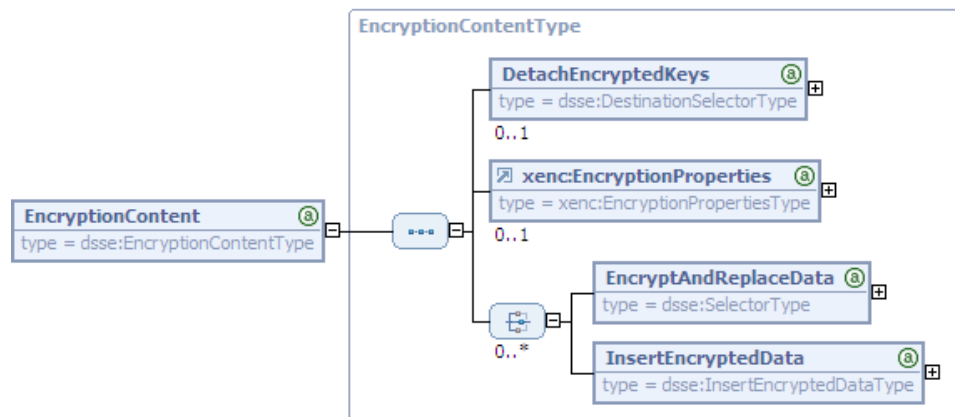 EncryptionContentType
DetachEncryptedKeys
type = dsse:DestinationSelectorType
0..1
xenc:EncryptionProperties
type = xenc:EncryptionPropertiesType
0..1
EncryptionContent
type = dsse:EncryptionContentType
EncryptAndReplaceData
type = dsse:SelectorType
0..*
InsertEncryptedData
type = dsse:InsertEncryptedDataType